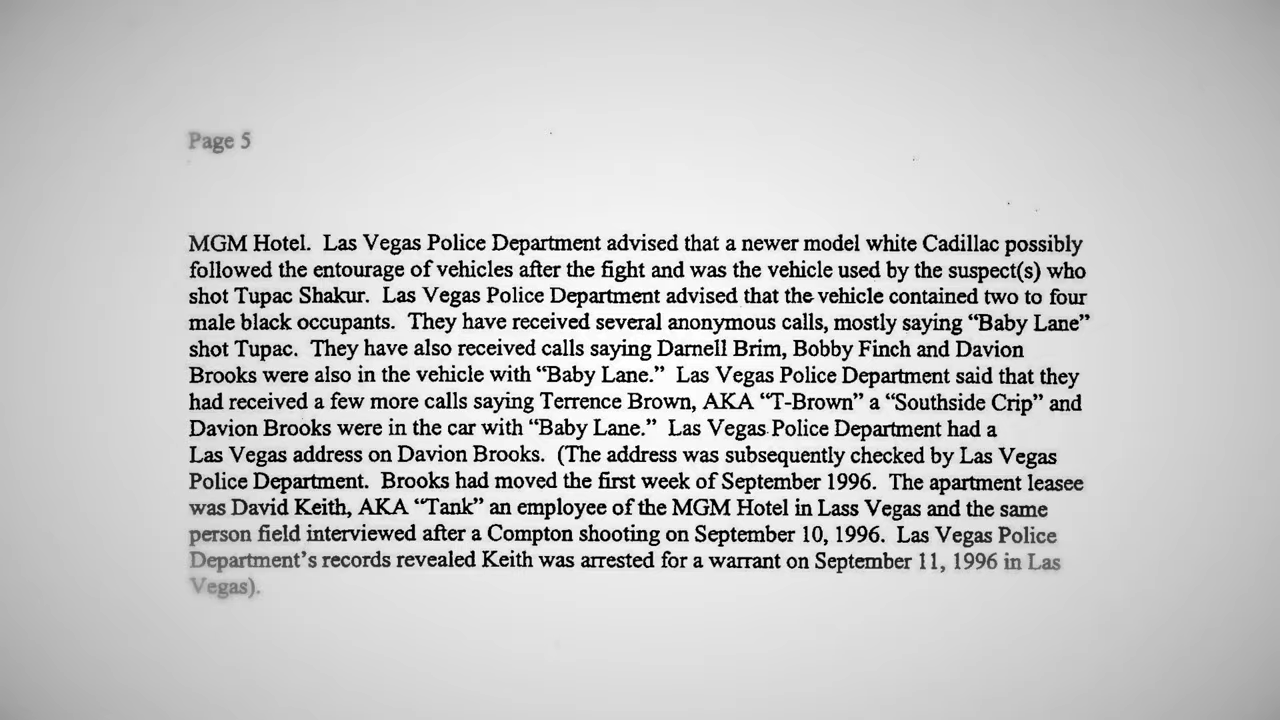 Page 5
MGM Hotel. Las Vegas Police Department advised that a newer model white Cadillac possibly
followed the entourage of vehicles after the fight and was the vehicle used by the suspect(s) who
shot Tupac Shakur. Las Vegas Police Department advised that the vehicle contained two to four
male black occupants. They have received several anonymous calls, mostly saying “Baby Lane”
shot Tupac. They have also received calls saying Darnell Brim, Bobby Finch and Davion
Brooks were also in the vehicle with “Baby Lane.” Las Vegas Police Department said that they
had received a few more calls saying Terrence Brown, AKA “T-Brown” a “Southside Crip” and
Davion Brooks were in the car with “Baby Lane.” Las Vegas Police Department had a
Las Vegas address on Davion Brooks. (The address was subsequently checked by Las Vegas
Police Department. Brooks had moved the first week of September 1996. The apartment leasee
was David Keith, AKA “Tank” an employee of the MGM Hotel in Lass Vegas and the same
person field interviewed after a Compton shooting on September 10, 1996. Las Vegas Police
Department’s records revealed Keith was arrested for a warrant on September 11, 1996 in Las
Vegas).